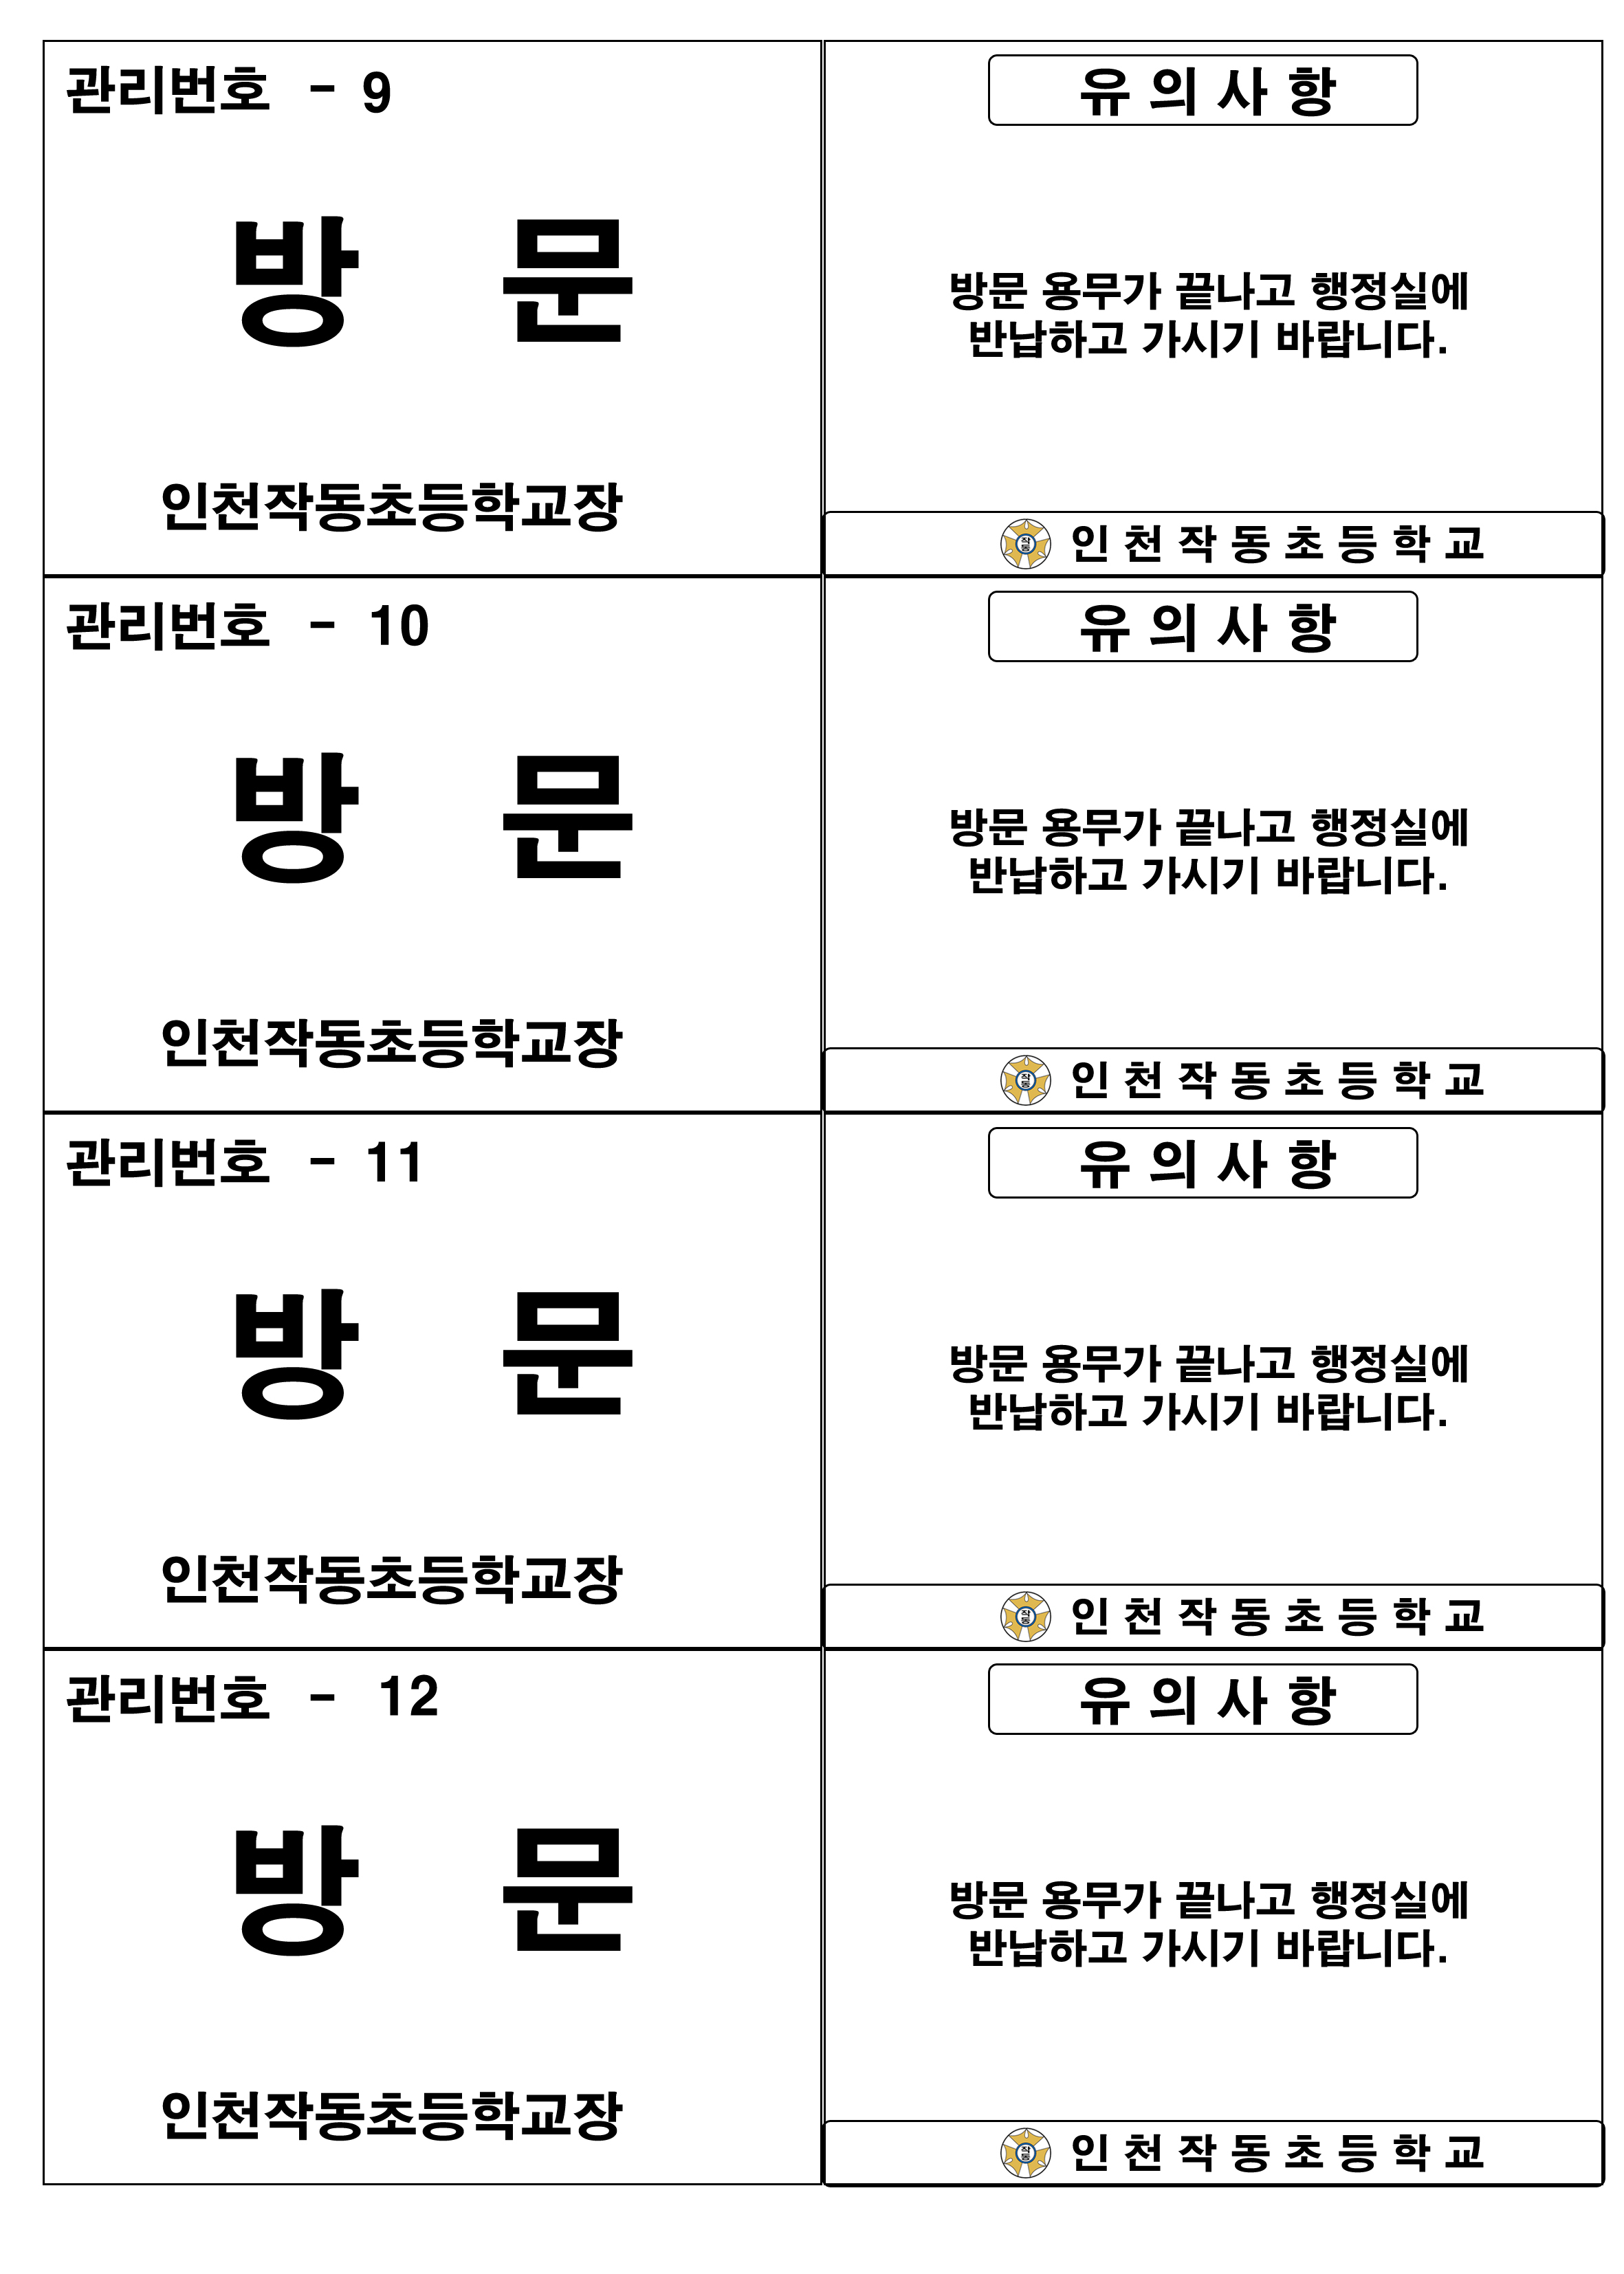 관리번호 - 9
방 문
인천작동초등학교장
유 의 사 항
방문 용무가 끝나고 행정실에
반납하고 가시기 바랍니다.
작동
인 천 작 동 초 등 학 교
관리번호 - 10
방 문
인천작동초등학교장
유 의 사 항
방문 용무가 끝나고 행정실에
반납하고 가시기 바랍니다.
작동
인 천 작 동 초 등 학 교
관리번호 - 11
방 문
인천작동초등학교장
유 의 사 항
방문 용무가 끝나고 행정실에
반납하고 가시기 바랍니다.
작동
인 천 작 동 초 등 학 교
관리번호 - 12
방 문
인천작동초등학교장
유 의 사 항
방문 용무가 끝나고 행정실에
반납하고 가시기 바랍니다.
작동
인 천 작 동 초 등 학 교